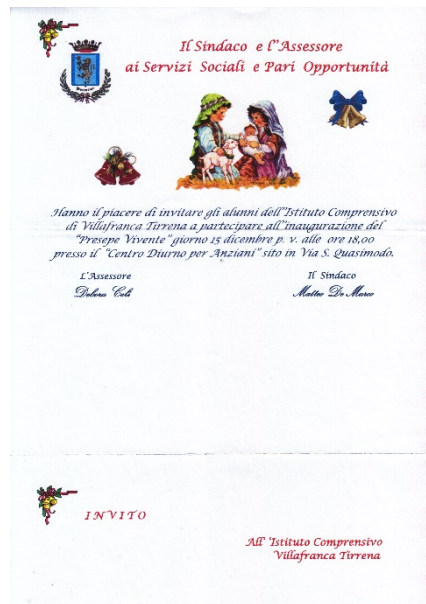 Il Sindaco e l"Assessore
ai Servizi Sociali e Pari Opportunità
Hanno il piacere di invitare gli alunni dell"Istituto Comprensivo
di Villafranca Tirrena a partecipare all"inaugurazione del
"Presepe Vivente" giorno 15 dicembre p. v. alle ore 18,00
presso il "Centro Diurno per Anziani" sito in Via S. Quasimodo.
L'Assessore
Debora Celi
Il Sindaco
Matteo De Marco
INVITO
All' Istituto Comprensivo
Villafranca Tirrena